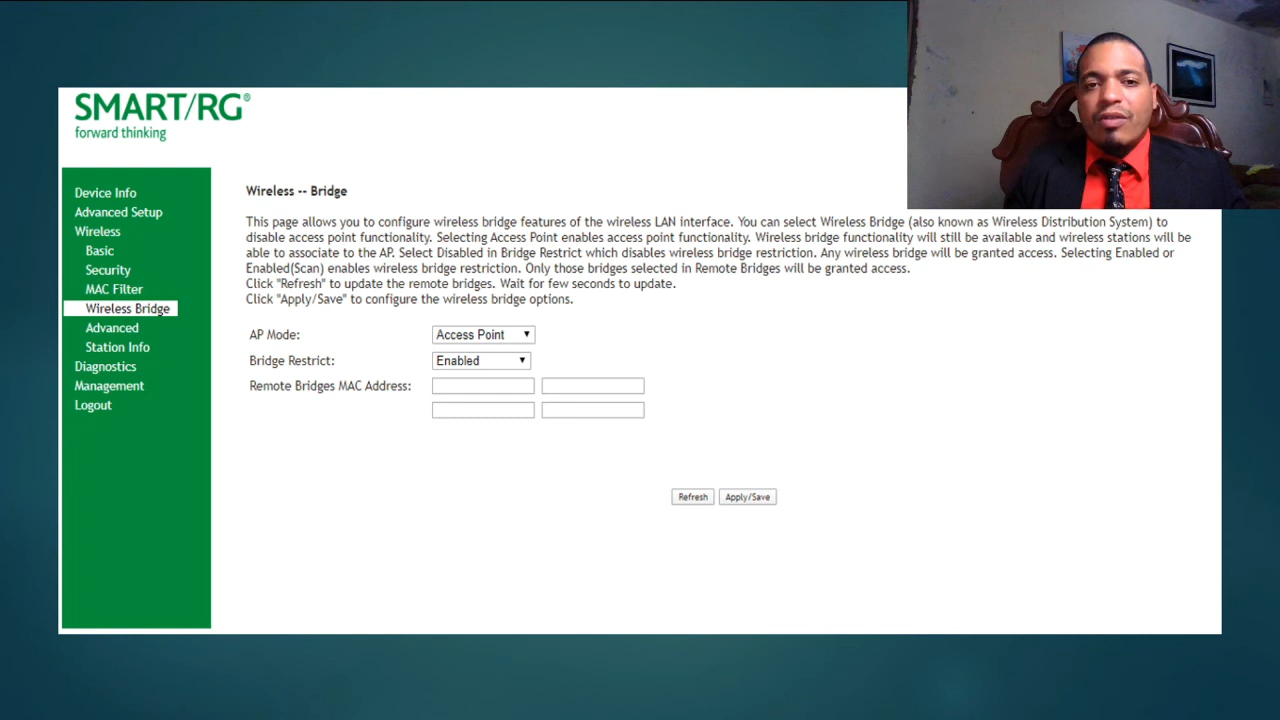 SMART/RG®
forward thinking
Device Info
Advanced Setup
Wireless
Basic
Security
MAC Filter
Wireless Bridge
Advanced
Station Info
Diagnostics
Management
Logout
Wireless -- Bridge
This page allows you to configure wireless bridge features of the wireless LAN interface. You can select Wireless Bridge (also known as Wireless Distribution System) to
disable access point functionality. Selecting Access Point enables access point functionality. Wireless bridge functionality will still be available and wireless stations will be
able to associate to the AP. Select Disabled in Bridge Restrict which disables wireless bridge restriction. Any wireless bridge will be granted access. Selecting Enabled or
Enabled(Scan) enables wireless bridge restriction. Only those bridges selected in Remote Bridges will be granted access.
Click "Refresh" to update the remote bridges. Wait for few seconds to update.
Click "Apply/Save" to configure the wireless bridge options.
AP Mode: Access Point
Bridge Restrict: Enabled
Remote Bridges MAC Address:
Refresh Apply/Save